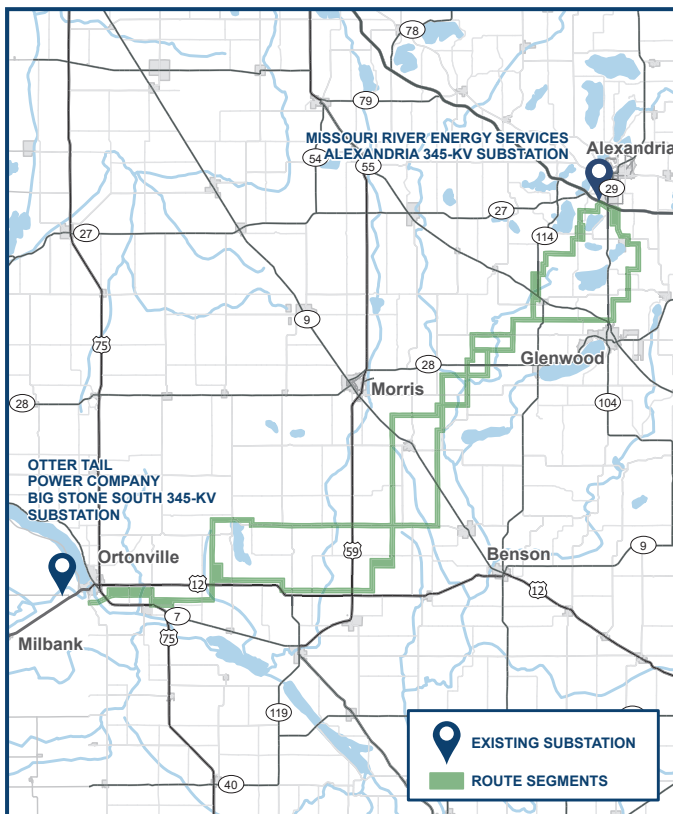 78
79
MISSOURI RIVER ENERGY SERVICES
ALEXANDRIA 345-KV SUBSTATION
Alexandria
54
55
29
27
27
114
75
9
28
Glenwood
28
Morris
104
OTTER TAIL
POWER COMPANY
BIG STONE SOUTH 345-KV
SUBSTATION
59
9
Ortonville
Benson
12
12
7
75
Milbank
119
40
EXISTING SUBSTATION
ROUTE SEGMENTS